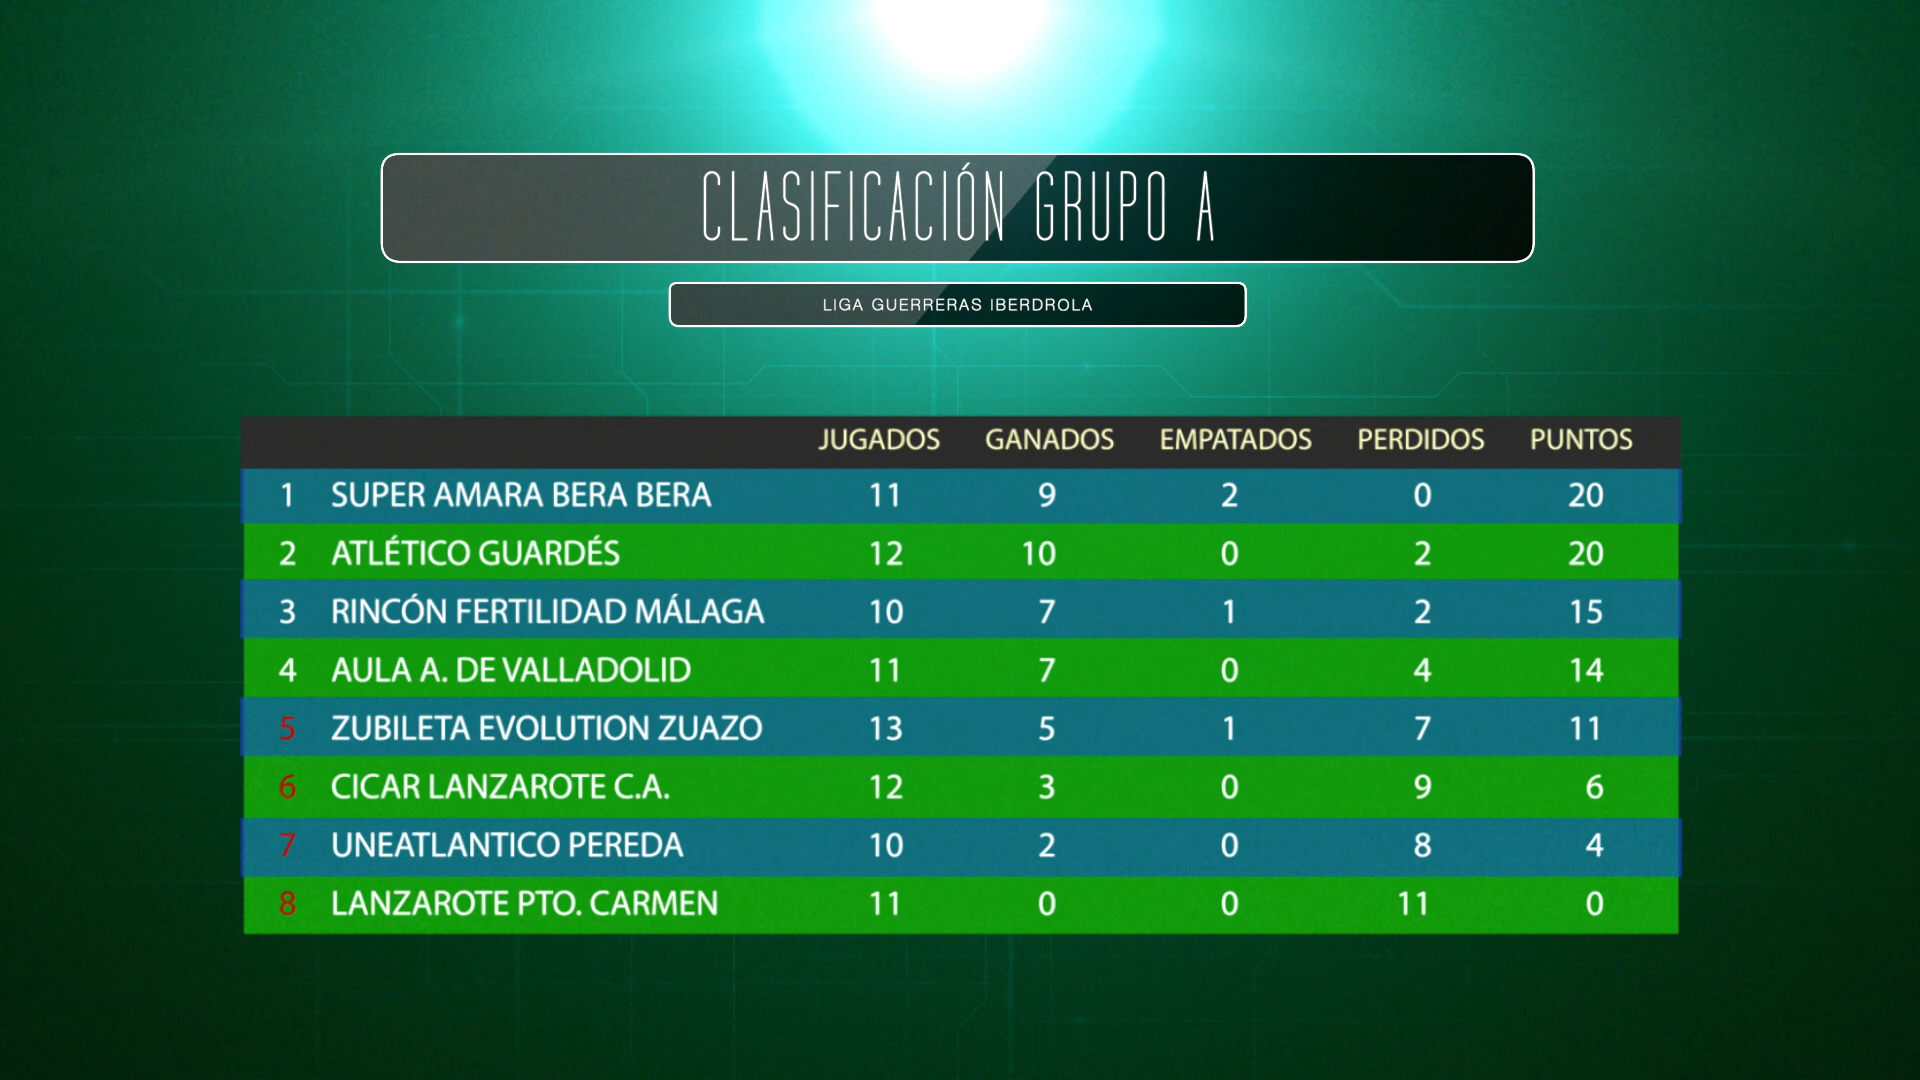 CLASIFICACIÓN GRUPO A
LIGA GUERRERAS IBERDROLA
JUGADOS GANADOS EMPATADOS PERDIDOS PUNTOS
1 SUPER AMARA BERA BERA 11 9 2 0 20
2 ATLÉTICO GUARDÉS 12 10 0 2 20
3 RINCÓN FERTILIDAD MÁLAGA 10 7 1 2 15
4 AULA A. DE VALLADOLID 11 7 0 4 14
5 ZUBILETA EVOLUTION ZUAZO 13 5 1 7 11
6 CICAR LANZAROTE C.A. 12 3 0 9 6
7 UNEATLANTICO PEREDA 10 2 0 8 4
8 LANZAROTE PTO. CARMEN 11 0 0 11 0